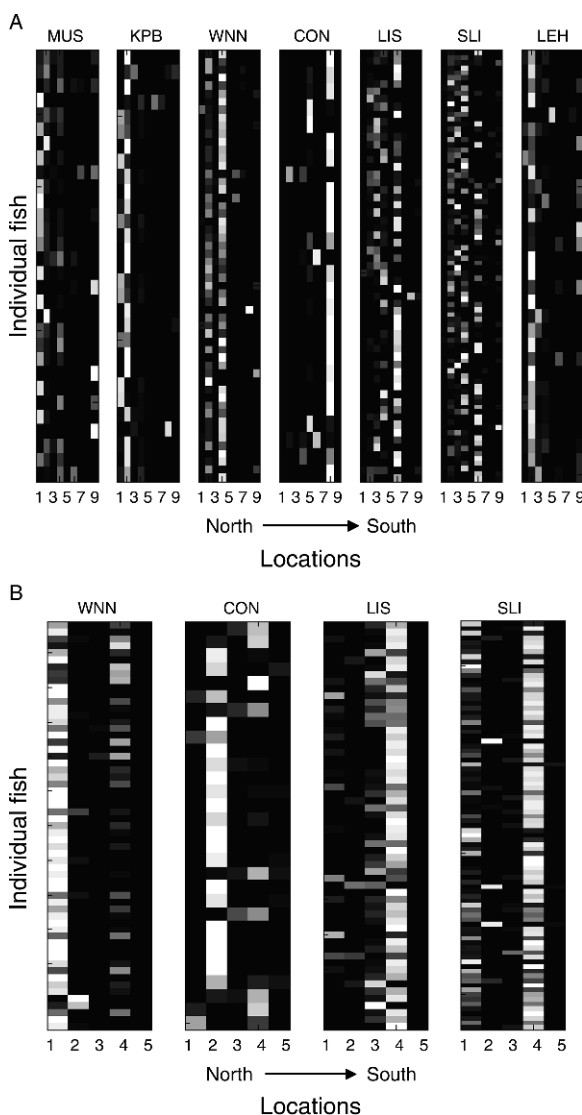 A
MUS KPB WNN CON LIS SLI LEH
Individual fish
1 3 5 7 9 1 3 5 7 9 1 3 5 7 9 1 3 5 7 9 1 3 5 7 9 1 3 5 7 9 1 3 5 7 9
North South
Locations
B
WNN CON LIS SLI
Individual fish
1 2 3 4 5 1 2 3 4 5 1 2 3 4 5 1 2 3 4 5
North South
Locations